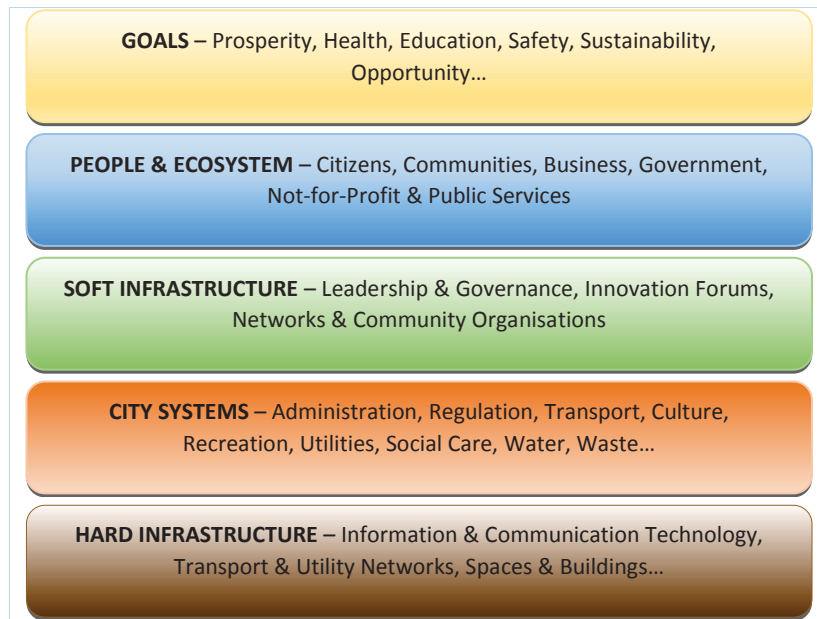 GOALS – Prosperity, Health, Education, Safety, Sustainability,
Opportunity…
PEOPLE & ECOSYSTEM – Citizens, Communities, Business, Government,
Not-for-Profit & Public Services
SOFT INFRASTRUCTURE – Leadership & Governance, Innovation Forums,
Networks & Community Organisations
CITY SYSTEMS – Administration, Regulation, Transport, Culture,
Recreation, Utilities, Social Care, Water, Waste…
HARD INFRASTRUCTURE – Information & Communication Technology,
Transport & Utility Networks, Spaces & Buildings…